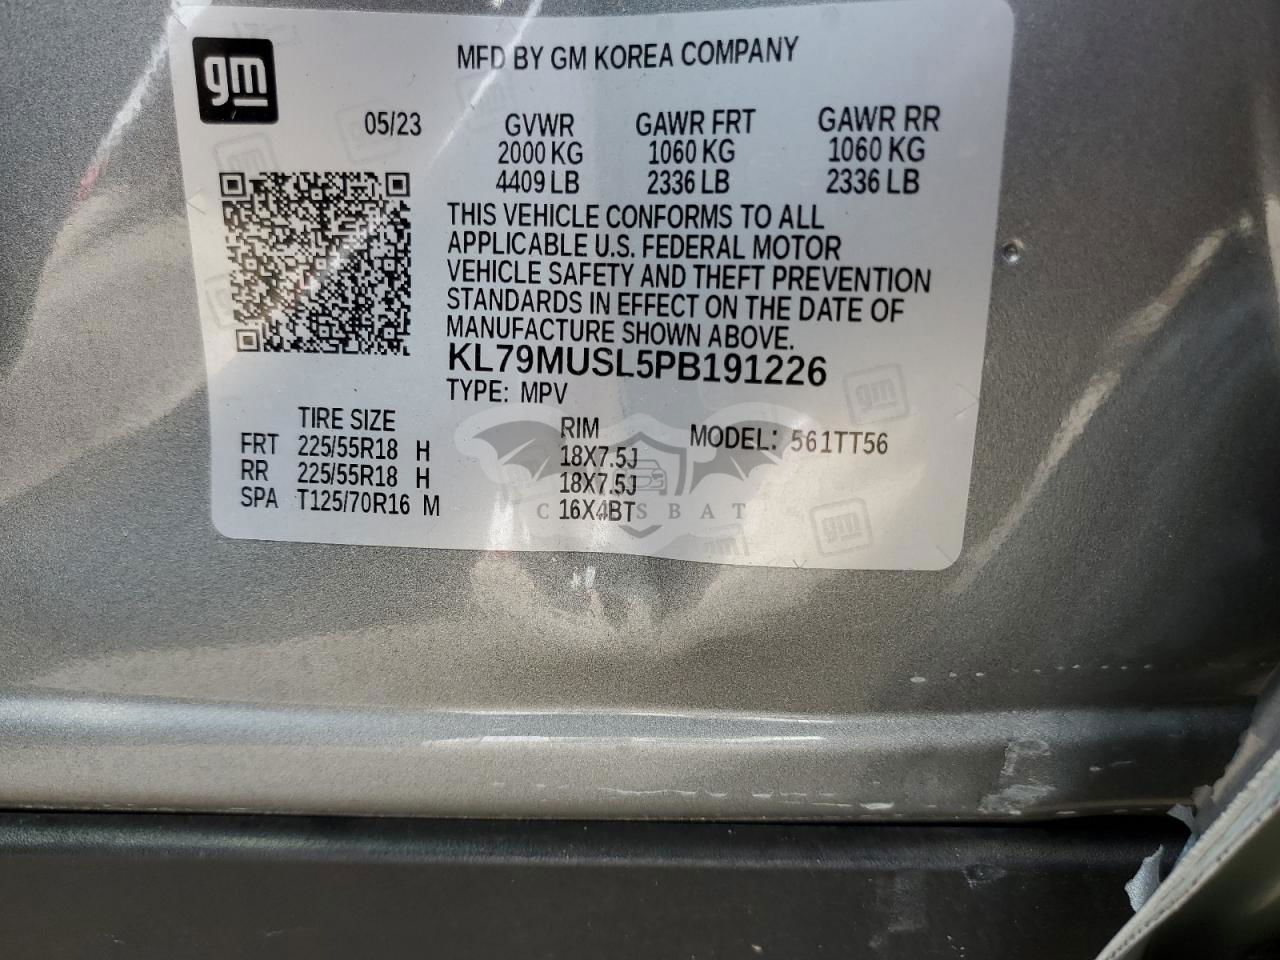 gm
MFD BY GM KOREA COMPANY
05/23
GVWR GAWR FRT GAWR RR
2000 KG 1060 KG 1060 KG
4409 LB 2336 LB 2336 LB
THIS VEHICLE CONFORMS TO ALL
APPLICABLE U.S. FEDERAL MOTOR
VEHICLE SAFETY AND THEFT PREVENTION
STANDARDS IN EFFECT ON THE DATE OF
MANUFACTURE SHOWN ABOVE.
KL79MUSL5PB191226
TYPE: MPV
TIRE SIZE RIM MODEL: 561TT56
FRT 225/55R18 H 18X7.5J
RR 225/55R18 H 18X7.5J
SPA T125/70R16 M 16X4BT
gm
gm
gm